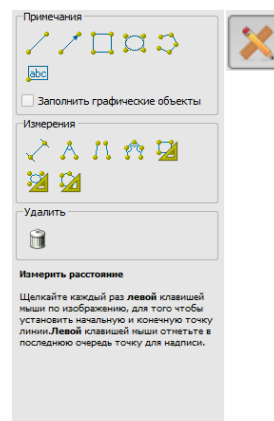 Примечания
abc
Заполнить графические объекты
Измерения
Удалить
Измерить расстояние
Щелкайте каждый раз левой клавишей
мыши по изображению, для того чтобы
установить начальную и конечную точку
линии.Левой клавишей мыши отметьте в
последнюю очередь точку для надписи.